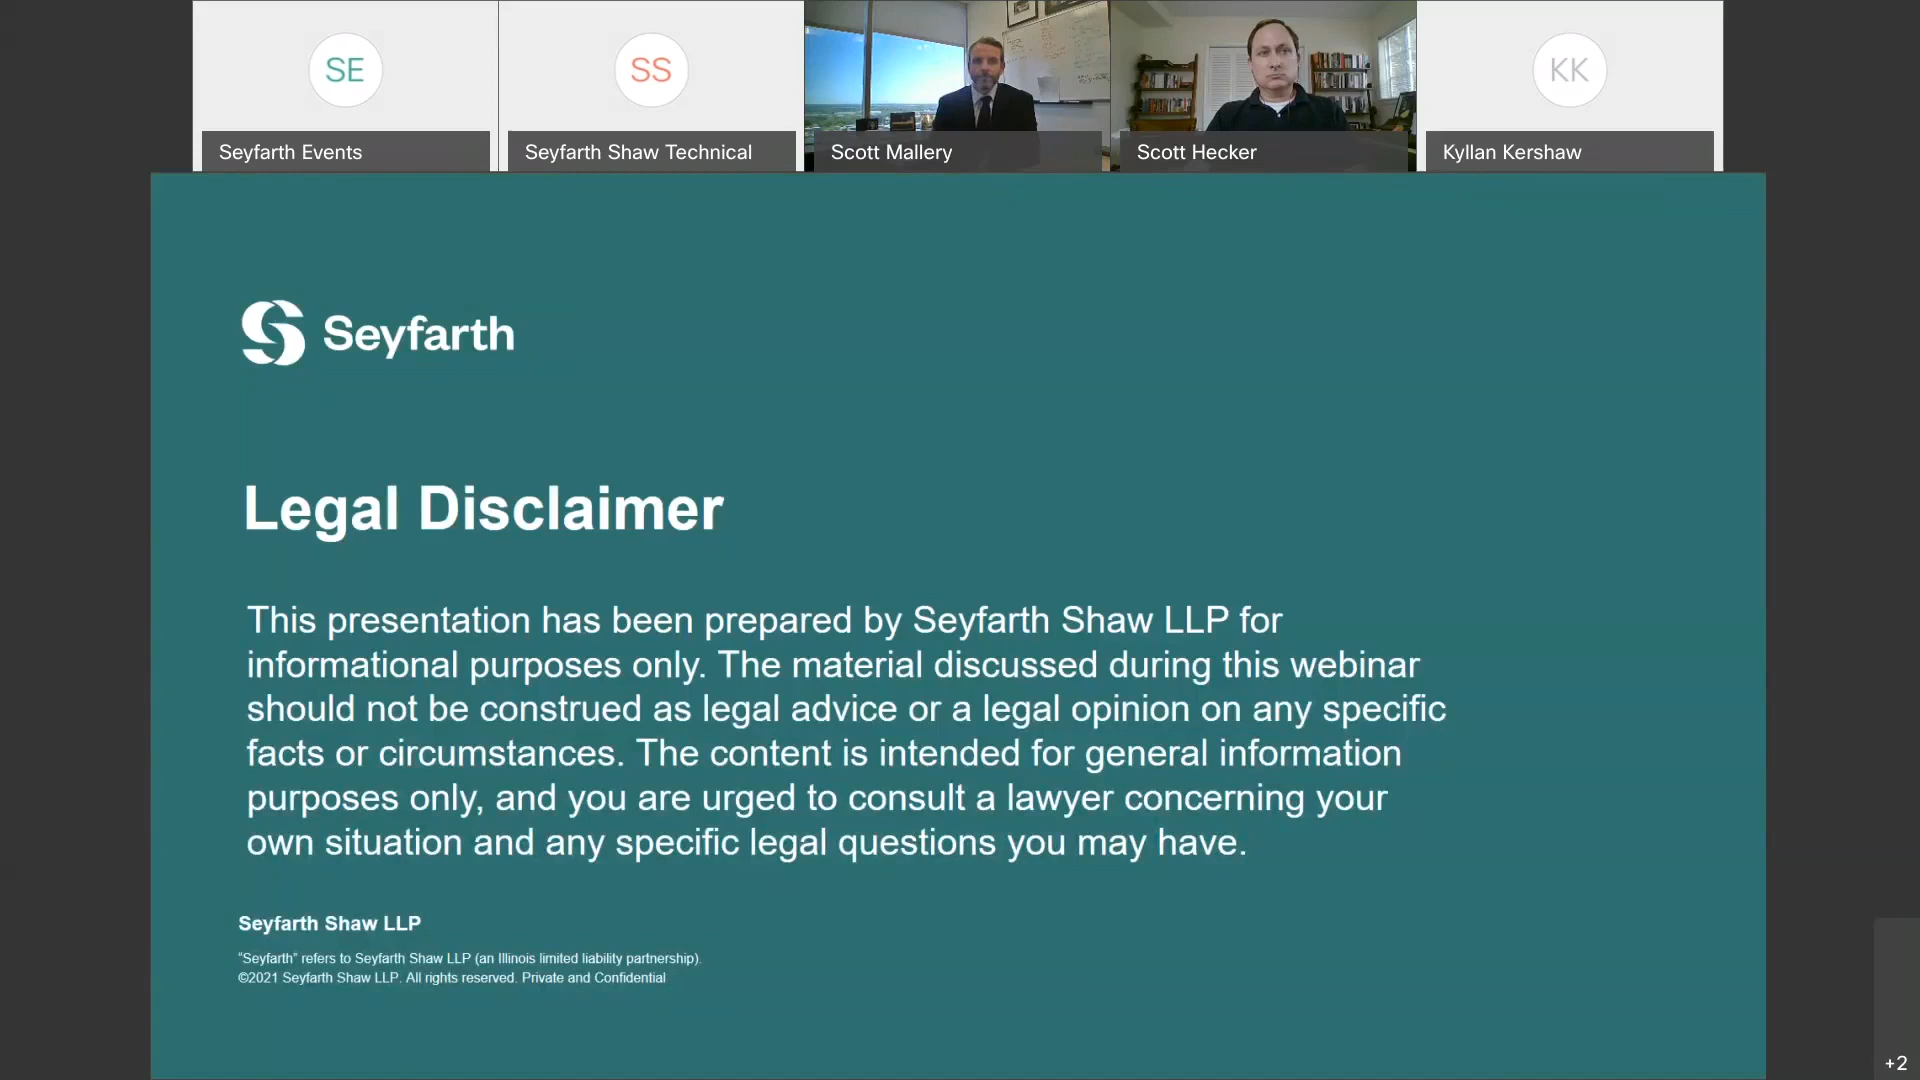 SE
SS
KK
Seyfarth Events
Seyfarth Shaw Technical
Scott Mallery
Scott Hecker
Kyllan Kershaw
Seyfarth
Legal Disclaimer
This presentation has been prepared by Seyfarth Shaw LLP for
informational purposes only. The material discussed during this webinar
should not be construed as legal advice or a legal opinion on any specific
facts or circumstances. The content is intended for general information
purposes only, and you are urged to consult a lawyer concerning your
own situation and any specific legal questions you may have.
Seyfarth Shaw LLP
"Seyfarth" refers to Seyfarth Shaw LLP (an Illinois limited liability partnership).
©2021 Seyfarth Shaw LLP. All rights reserved. Private and Confidential
+2